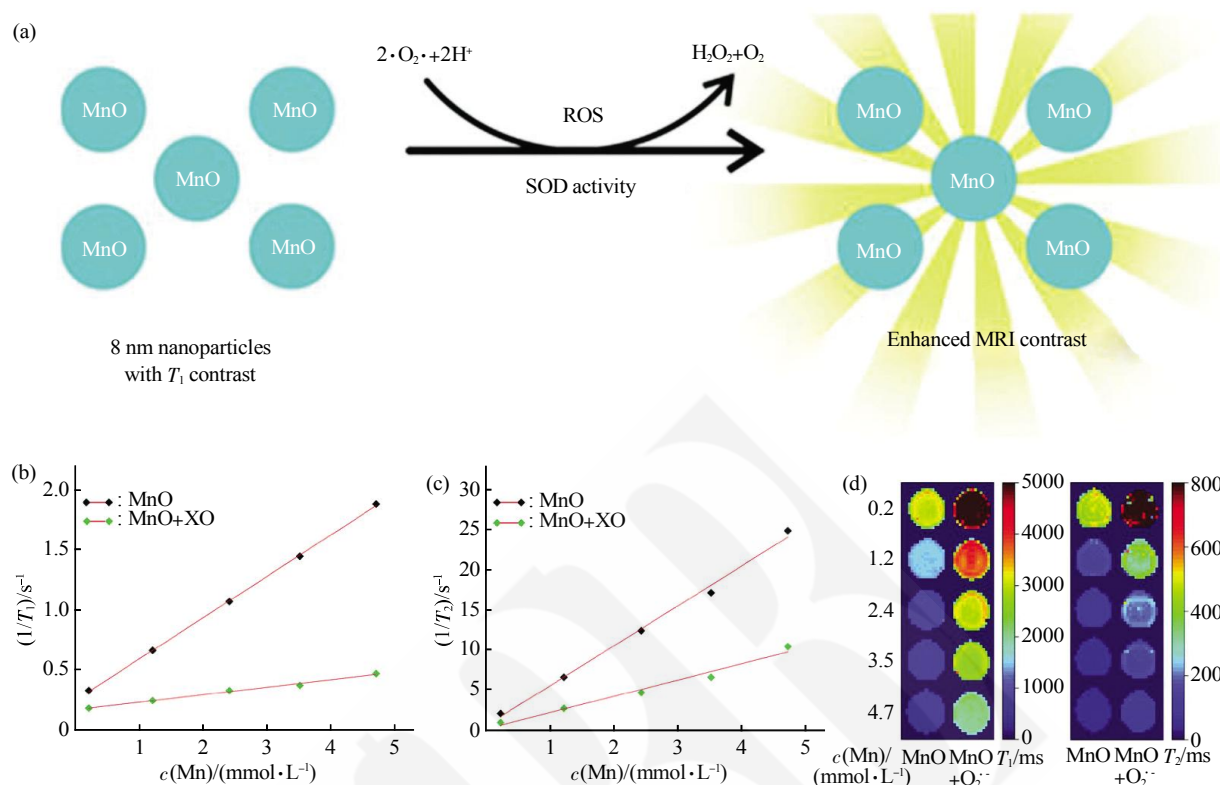 (a)
2·O₂·+2H⁺
H₂O₂+O₂
ROS
SOD activity
MnO
MnO
MnO
MnO
MnO
8 nm nanoparticles
with T₁ contrast
MnO
MnO
MnO
MnO
MnO
Enhanced MRI contrast
(b)
2.0
1.5
1.0
0.5
0
(1/T₁)/s⁻¹
: MnO
: MnO+XO
1 2 3 4 5
c(Mn)/(mmol·L⁻¹)
(c)
30
25
20
15
10
5
0
(1/T₂)/s⁻¹
: MnO
: MnO+XO
1 2 3 4 5
c(Mn)/(mmol·L⁻¹)
(d)
0.2
1.2
2.4
3.5
4.7
c(Mn)/
(mmol·L⁻¹)
MnO MnO
+O₂·⁻
T₁/ms
5000
4000
3000
2000
1000
0
MnO MnO
+O₂·⁻
T₂/ms
800
600
400
200
0